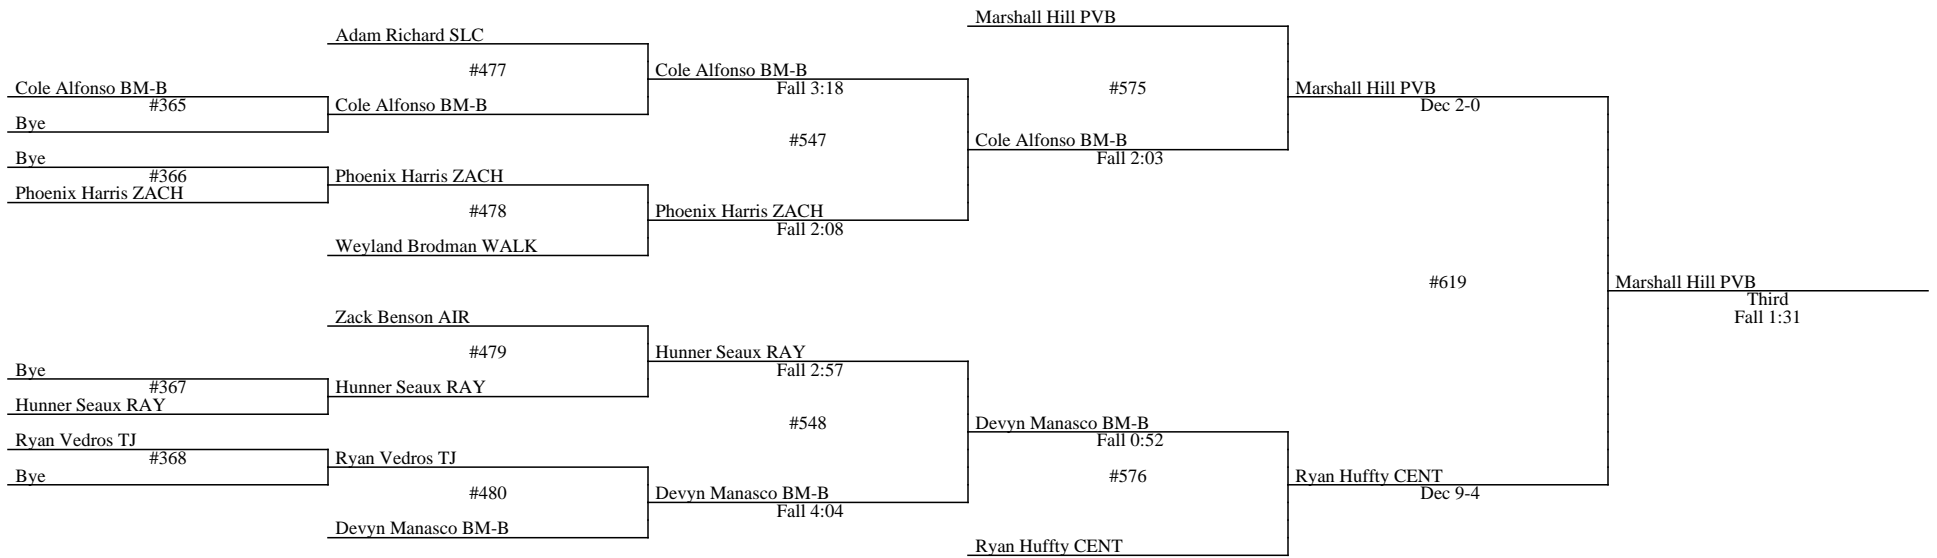 Marshall Hill PVB
Adam Richard SLC
#477
Cole Alfonso BM-B
Fall 3:18
Cole Alfonso BM-B
#365
Cole Alfonso BM-B
Bye
#575
Marshall Hill PVB
Dec 2-0
#547
Cole Alfonso BM-B
Fall 2:03
Bye
#366
Phoenix Harris ZACH
Phoenix Harris ZACH
#478
Phoenix Harris ZACH
Fall 2:08
Weyland Brodman WALK
#619
Marshall Hill PVB
Third
Fall 1:31
Zack Benson AIR
#479
Hunner Seaux RAY
Fall 2:57
Bye
#367
Hunner Seaux RAY
Hunner Seaux RAY
#548
Devyn Manasco BM-B
Fall 0:52
Ryan Vedros TJ
#368
Ryan Vedros TJ
Bye
#480
Devyn Manasco BM-B
Fall 4:04
Devyn Manasco BM-B
#576
Ryan Huffty CENT
Dec 9-4
Ryan Huffty CENT